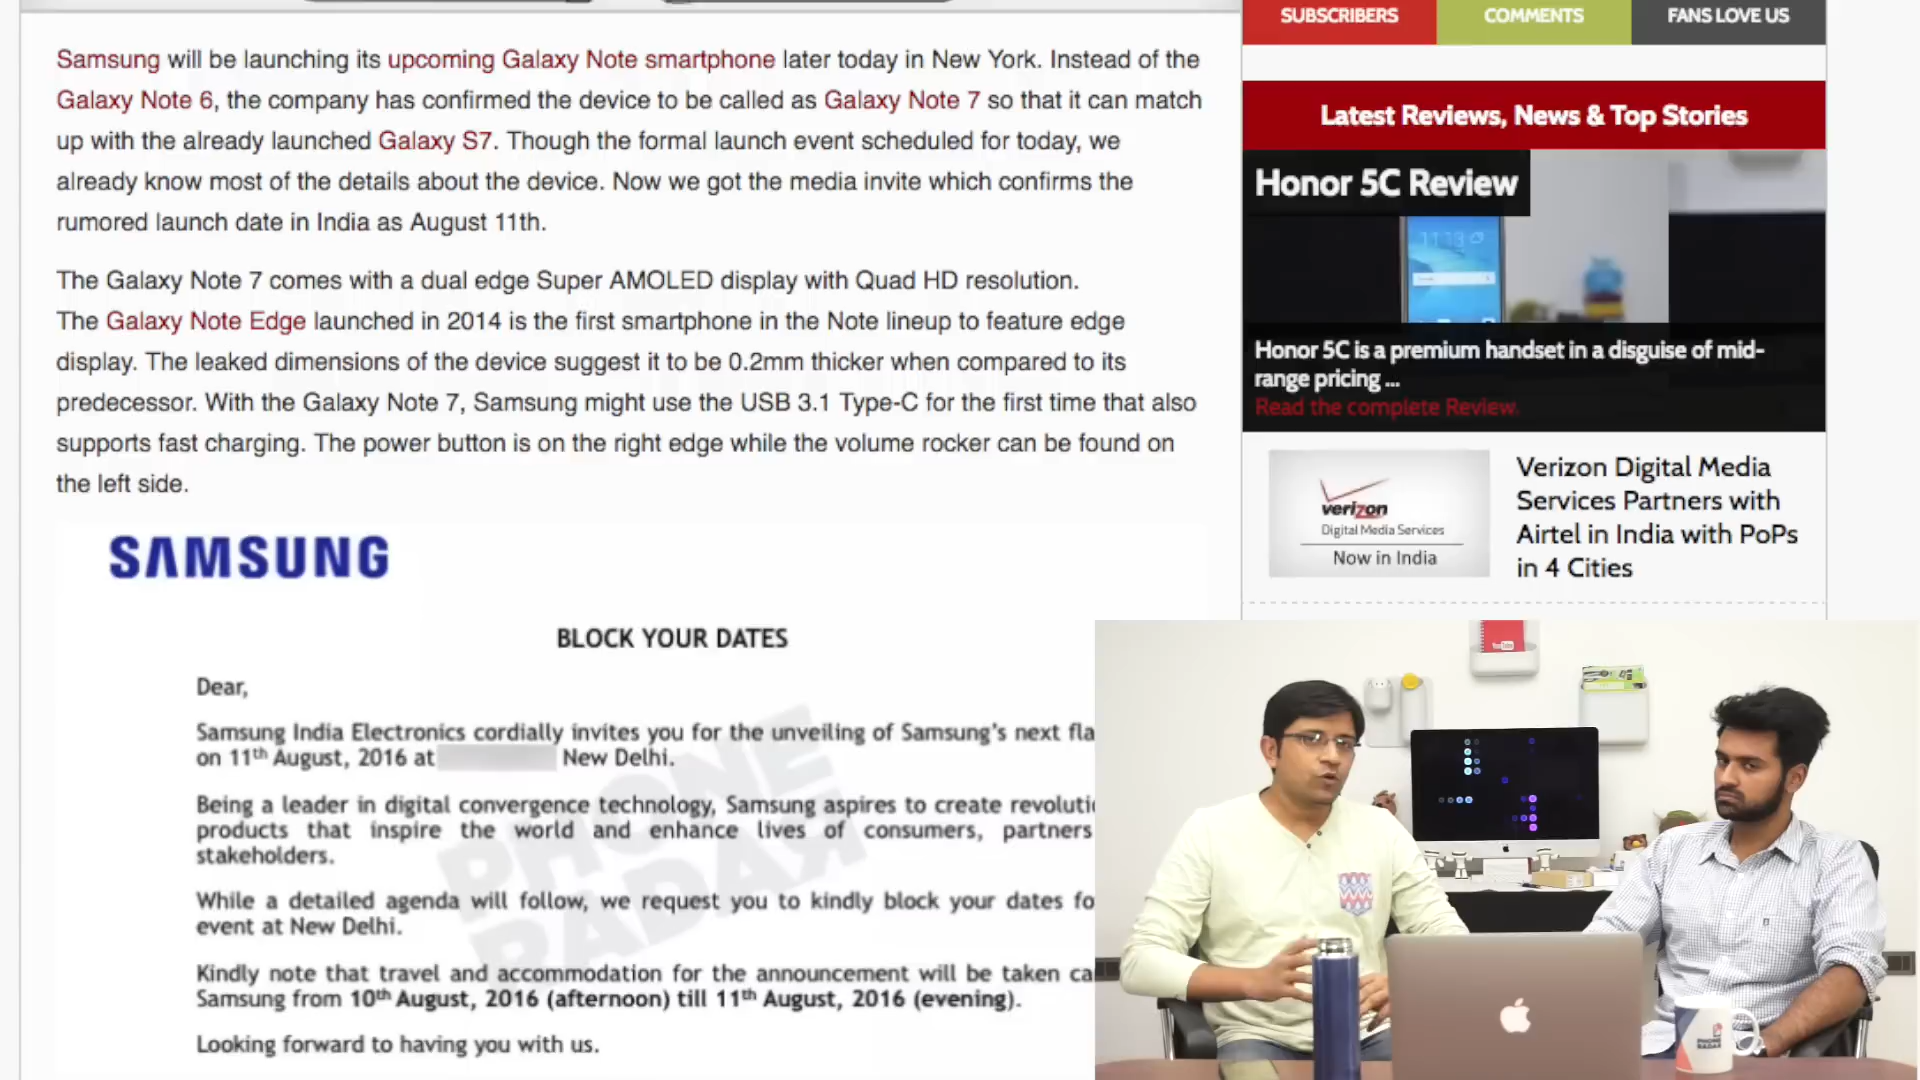 SUBSCRIBERS
COMMENTS
FANS LOVE US
Samsung will be launching its upcoming Galaxy Note smartphone later today in New York. Instead of the
Galaxy Note 6, the company has confirmed the device to be called as Galaxy Note 7 so that it can match
up with the already launched Galaxy S7. Though the formal launch event scheduled for today, we
already know most of the details about the device. Now we got the media invite which confirms the
rumored launch date in India as August 11th.
The Galaxy Note 7 comes with a dual edge Super AMOLED display with Quad HD resolution.
The Galaxy Note Edge launched in 2014 is the first smartphone in the Note lineup to feature edge
display. The leaked dimensions of the device suggest it to be 0.2mm thicker when compared to its
predecessor. With the Galaxy Note 7, Samsung might use the USB 3.1 Type-C for the first time that also
supports fast charging. The power button is on the right edge while the volume rocker can be found on
the left side.
SAMSUNG
BLOCK YOUR DATES
Dear,
Samsung India Electronics cordially invites you for the unveiling of Samsung's next fla
on 11th August, 2016 at New Delhi.
Being a leader in digital convergence technology, Samsung aspires to create revoluti
products that inspire the world and enhance lives of consumers, partners
stakeholders.
While a detailed agenda will follow, we request you to kindly block your dates fo
event at New Delhi.
Kindly note that travel and accommodation for the announcement will be taken ca
Samsung from 10th August, 2016 (afternoon) till 11th August, 2016 (evening).
Looking forward to having you with us.
PHONE
RADAR
Latest Reviews, News & Top Stories
Honor 5C Review
11:13
Honor 5C is a premium handset in a disguise of mid-
range pricing ...
Read the complete Review.
verizon
Digital Media Services
Now in India
Verizon Digital Media
Services Partners with
Airtel in India with PoPs
in 4 Cities
YouTube
PHONE
RADAR